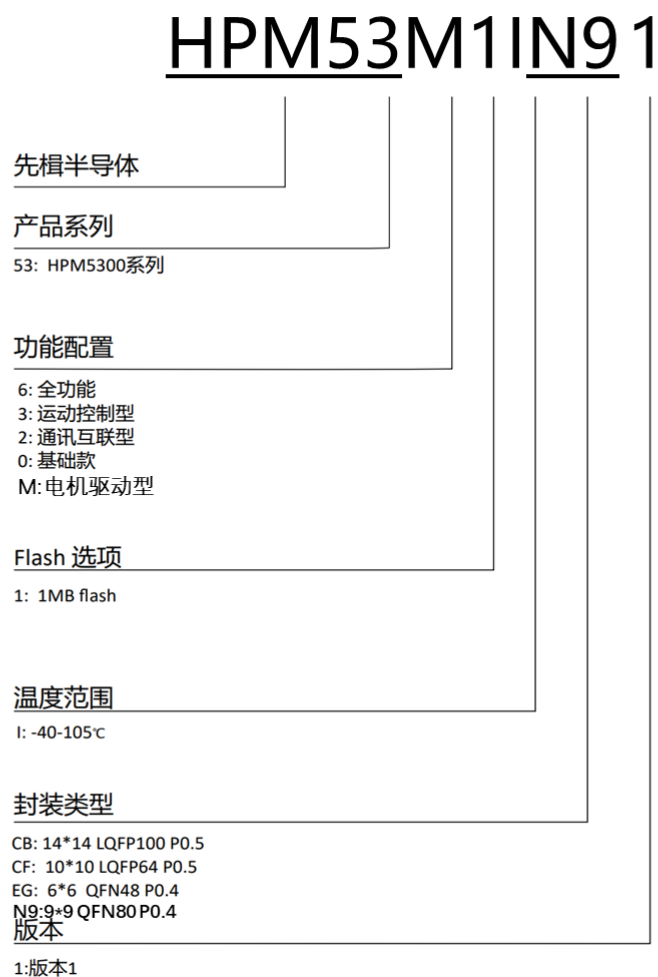 HPM53M1IN91
先楫半导体
产品系列
53: HPM5300系列
功能配置
6: 全功能
3: 运动控制型
2: 通讯互联型
0: 基础款
M:电机驱动型
Flash 选项
1: 1MB flash
温度范围
I: -40-105℃
封装类型
CB: 14*14 LQFP100 P0.5
CF: 10*10 LQFP64 P0.5
EG: 6*6 QFN48 P0.4
N9:9*9 QFN80 P0.4
版本
1:版本1